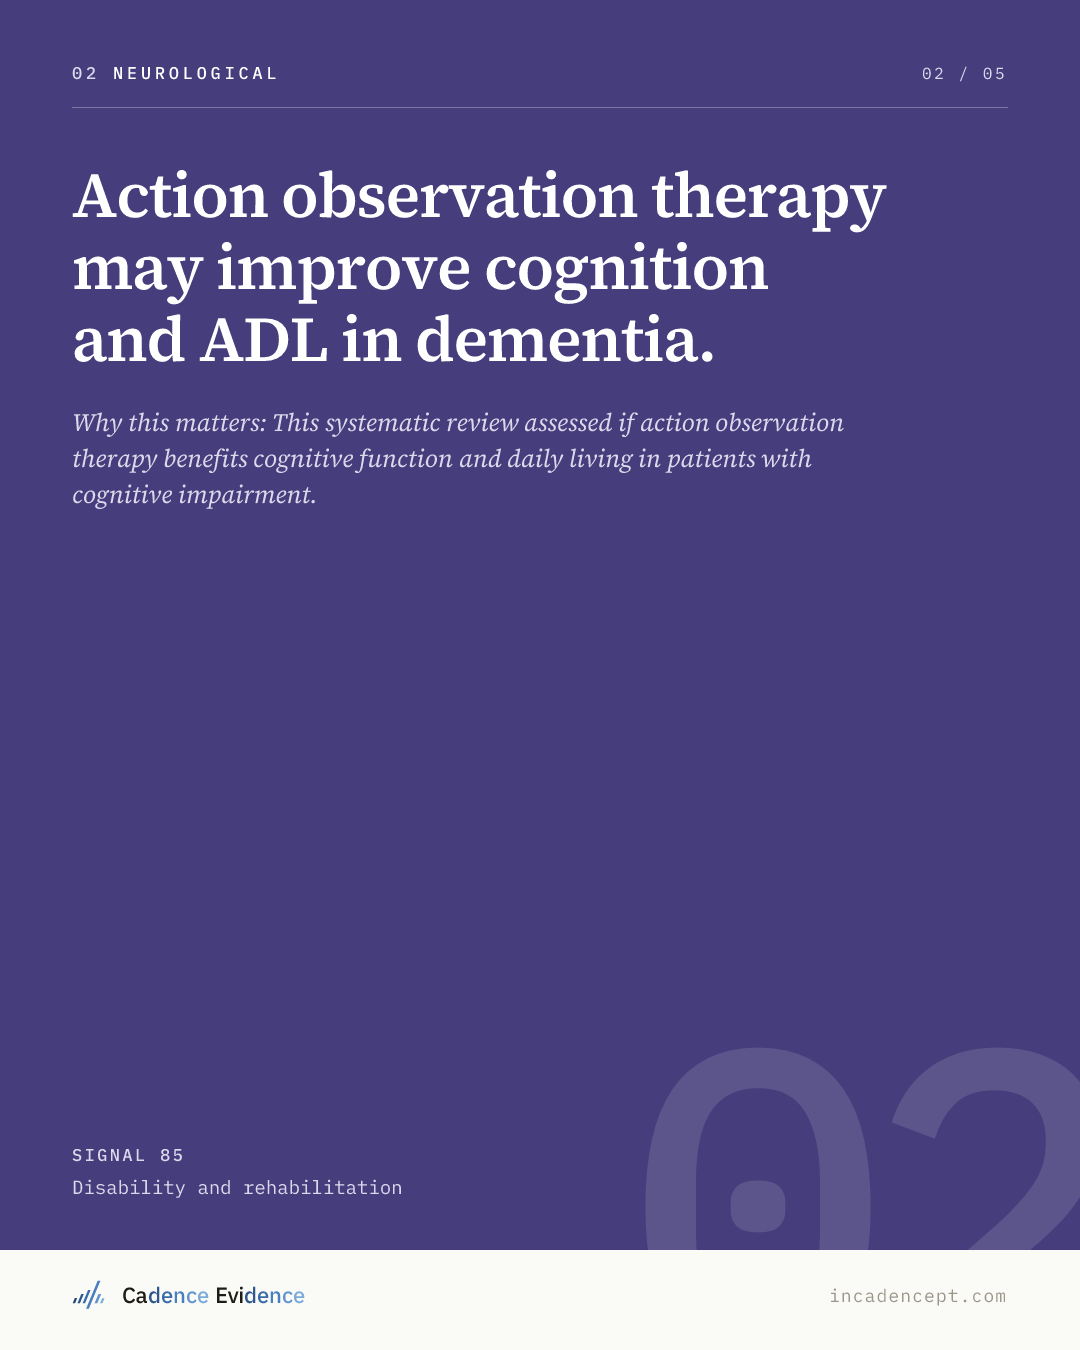 02 NEUROLOGICAL
02 / 05
Action observation therapy
may improve cognition
and ADL in dementia.
Why this matters: This systematic review assessed if action observation
therapy benefits cognitive function and daily living in patients with
cognitive impairment.
02
SIGNAL 85
Disability and rehabilitation
Cadence Evidence
incadencept.com